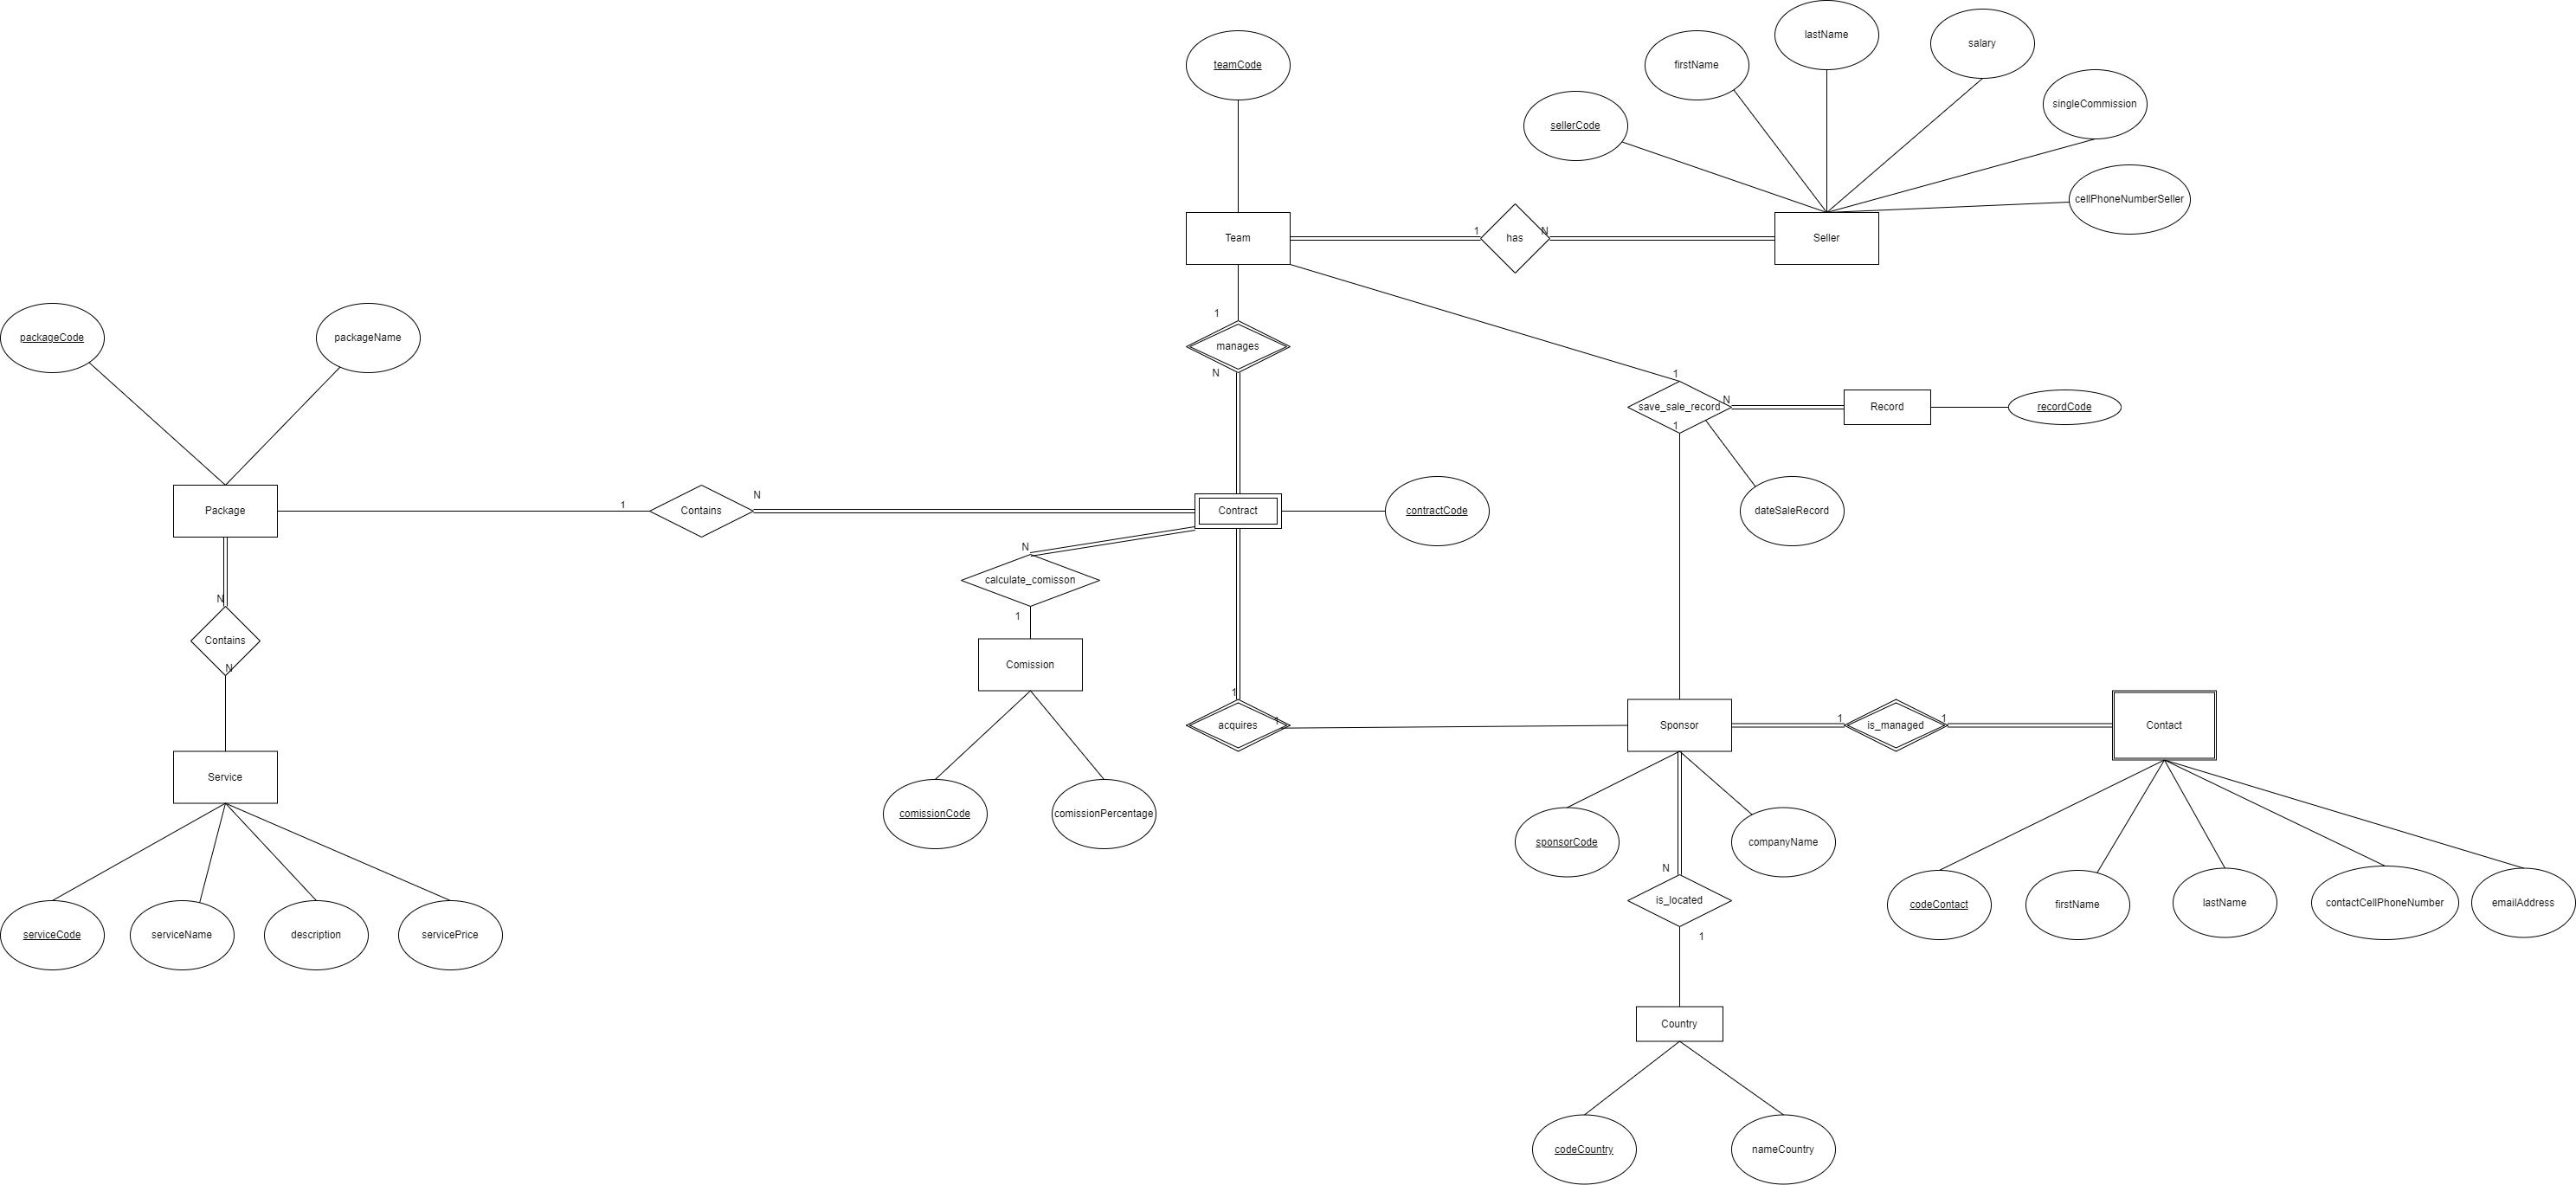 lastName
salary
firstName
teamCode
singleCommission
sellerCode
cellPhoneNumberSeller
Team
1
has
N
Seller
1
manages
N
packageCode
packageName
1
save_sale_record
N
1
Record
recordCode
dateSaleRecord
Package
1
Contains
N
Contract
contractCode
N
calculate_comisson
1
N
Contains
N
Comission
1
acquires
1
Sponsor
1
is_managed
1
Contact
Service
comissionCode
comissionPercentage
sponsorCode
companyName
N
is_located
1
codeContact
firstName
lastName
contactCellPhoneNumber
emailAddress
serviceCode
serviceName
description
servicePrice
Country
codeCountry
nameCountry